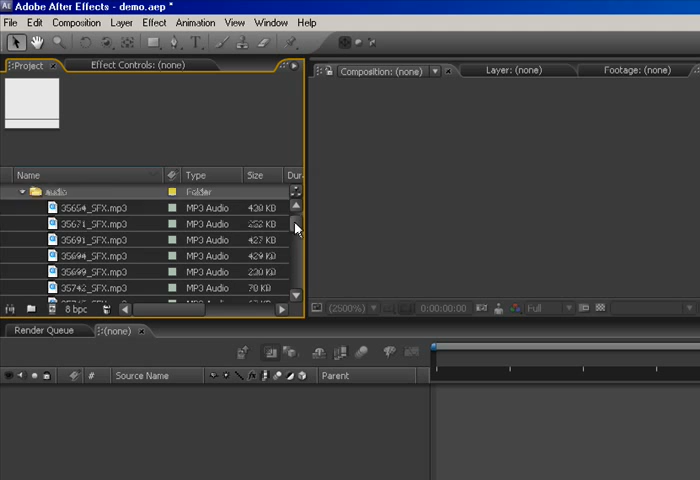 Adobe After Effects - demo.aep *
File Edit Composition Layer Effect Animation View Window Help
Project Effect Controls: (none)
Composition: (none) Layer: (none) Footage: (none)
Name Type Size Dur
audio Folder
35654_SFX.mp3 MP3 Audio 430 KB
35671_SFX.mp3 MP3 Audio
35691_SFX.mp3 MP3 Audio 427 KB
35694_SFX.mp3 MP3 Audio 429 KB
35699_SFX.mp3 MP3 Audio 230 KB
35742_SFX.mp3 MP3 Audio 70 KB
8 bpc
(2500%) 0:00:00:00 Full
Render Queue (none)
# Source Name Parent